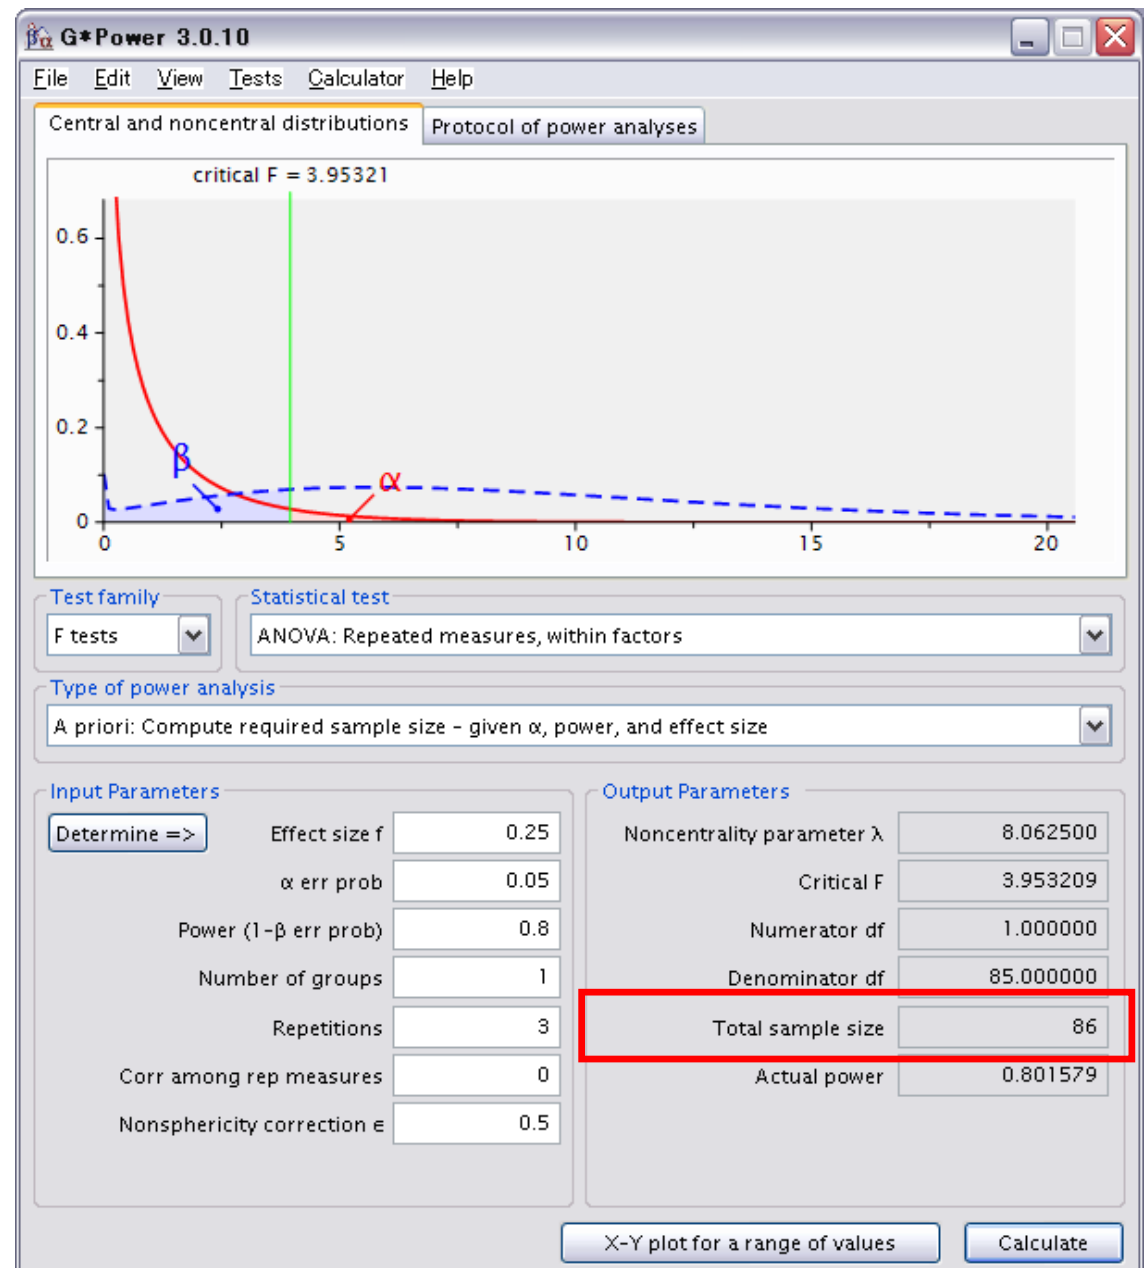 G*Power 3.0.10
File Edit View Tests Calculator Help
Central and noncentral distributions Protocol of power analyses
critical F = 3.95321
0.6
0.4
0.2
0
β
α
0 5 10 15 20
Test family Statistical test
F tests ANOVA: Repeated measures, within factors
Type of power analysis
A priori: Compute required sample size - given α, power, and effect size
Input Parameters Output Parameters
Determine => Effect size f 0.25 Noncentrality parameter λ 8.062500
α err prob 0.05 Critical F 3.953209
Power (1-β err prob) 0.8 Numerator df 1.000000
Number of groups 1 Denominator df 85.000000
Repetitions 3 Total sample size 86
Corr among rep measures 0 Actual power 0.801579
Nonsphericity correction ϵ 0.5
X-Y plot for a range of values Calculate